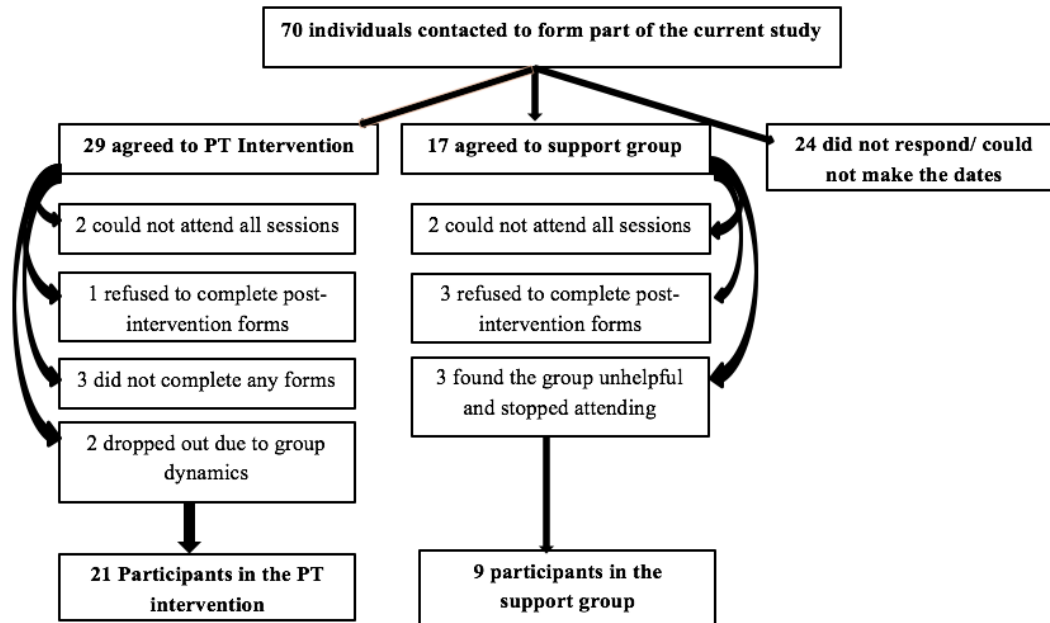 70 individuals contacted to form part of the current study
29 agreed to PT Intervention
17 agreed to support group
24 did not respond/ could
not make the dates
2 could not attend all sessions
1 refused to complete post-
intervention forms
3 did not complete any forms
2 dropped out due to group
dynamics
2 could not attend all sessions
3 refused to complete post-
intervention forms
3 found the group unhelpful
and stopped attending
21 Participants in the PT
intervention
9 participants in the
support group